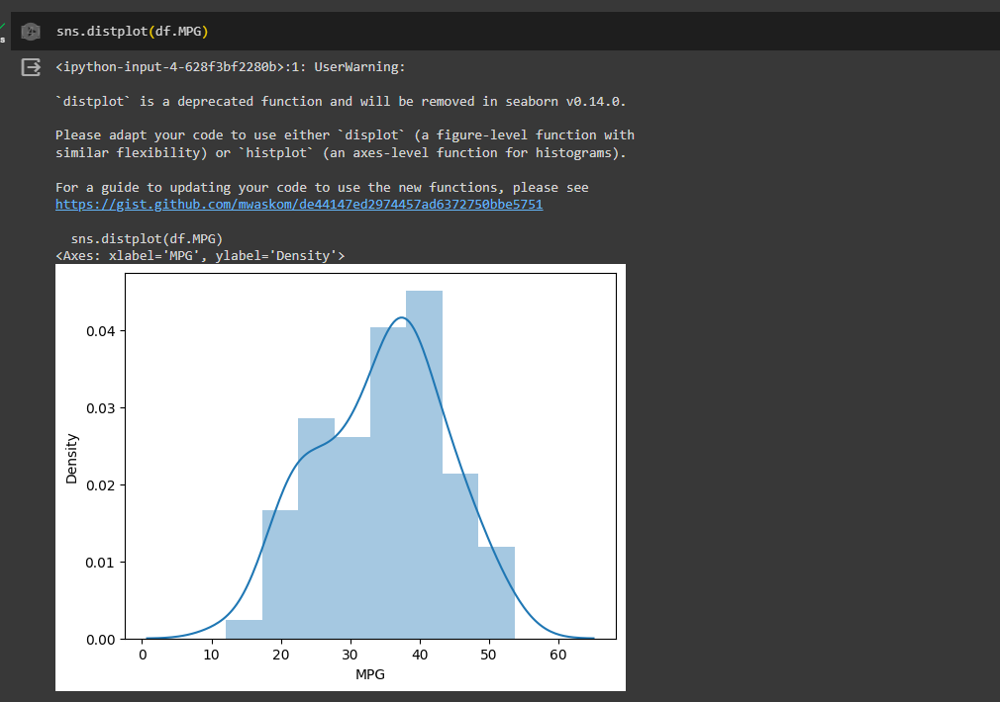 s
sns.distplot(df.MPG)
<ipython-input-4-628f3bf2280b>:1: UserWarning:
`distplot` is a deprecated function and will be removed in seaborn v0.14.0.
Please adapt your code to use either `displot` (a figure-level function with
similar flexibility) or `histplot` (an axes-level function for histograms).
For a guide to updating your code to use the new functions, please see
https://gist.github.com/mwaskom/de44147ed2974457ad6372750bbe5751
sns.distplot(df.MPG)
<Axes: xlabel='MPG', ylabel='Density'>
0.04
0.03
0.02
0.01
0.00
Density
0 10 20 30 40 50 60
MPG